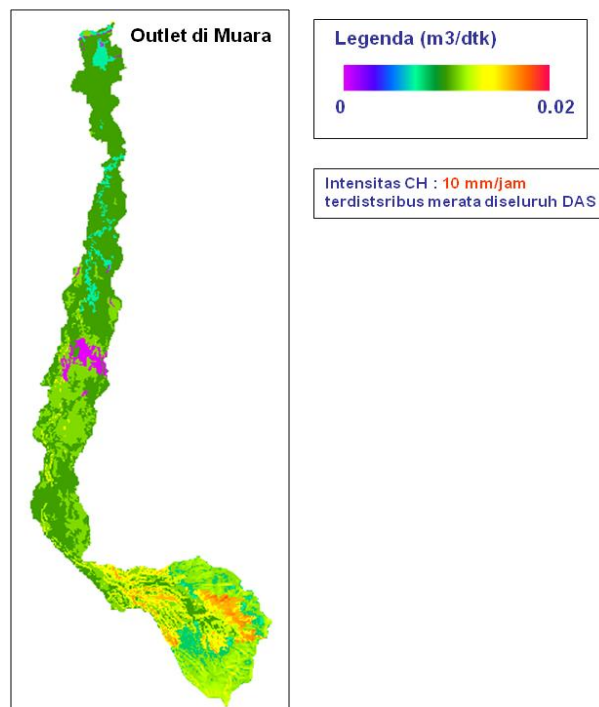 Outlet di Muara
Legenda (m3/dtk)
0 0.02
Intensitas CH : 10 mm/jam
terdistsribus merata diseluruh DAS